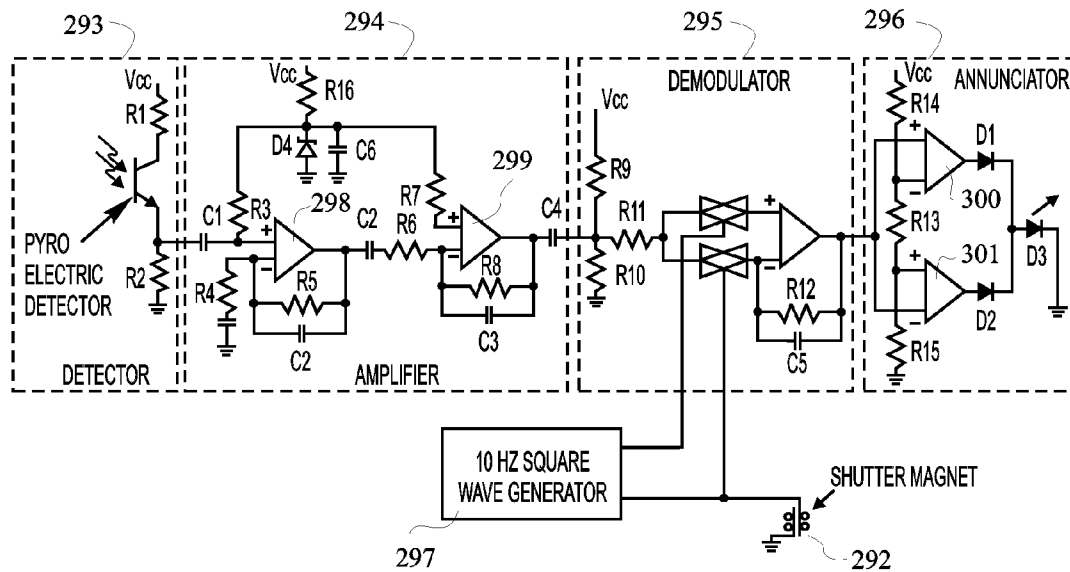 293
294
295
296
Vcc
R1
PYRO
ELECTRIC
DETECTOR
R2
DETECTOR
Vcc
R16
D4
C6
C1
R3
298
R7
299
C2
R6
C4
R4
R5
C2
R8
C3
AMPLIFIER
DEMODULATOR
Vcc
R9
R11
R10
R12
C5
Vcc
ANNUNCIATOR
R14
D1
300
R13
D3
301
D2
R15
+
−
+
−
+
−
+
−
+
−
10 HZ SQUARE
WAVE GENERATOR
297
SHUTTER MAGNET
292